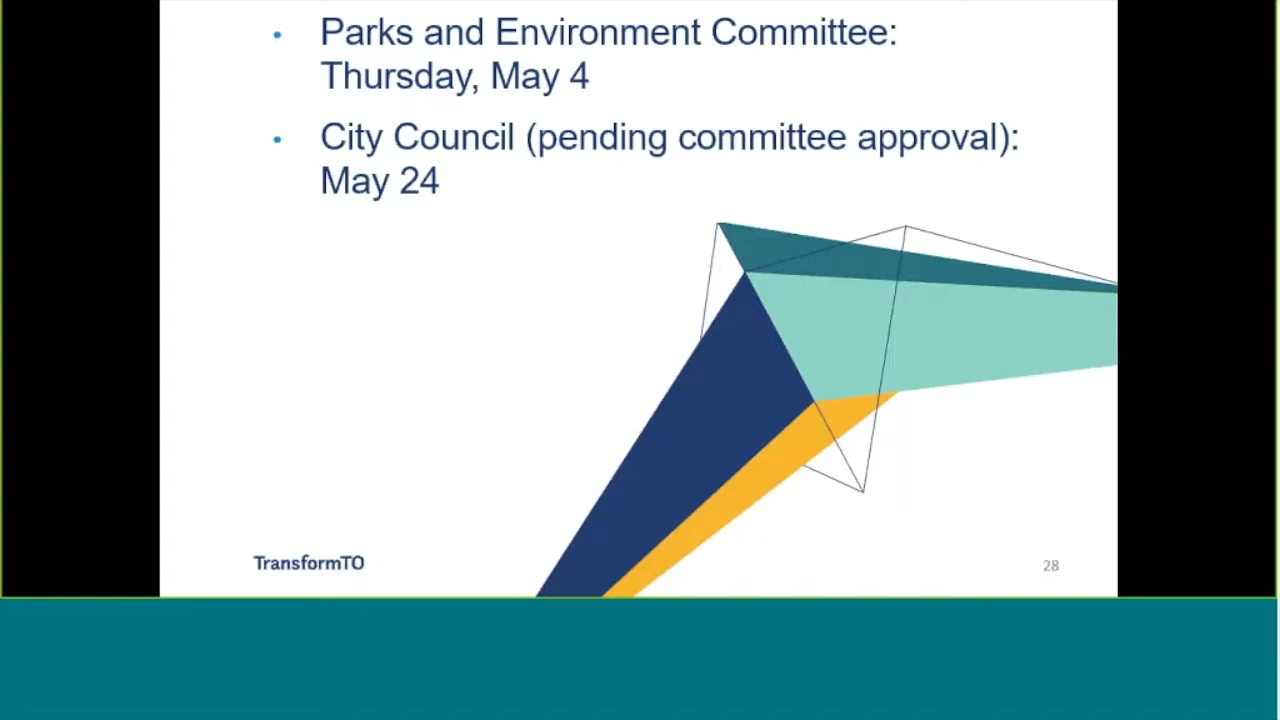 • Parks and Environment Committee:
Thursday, May 4
• City Council (pending committee approval):
May 24
TransformTO
28